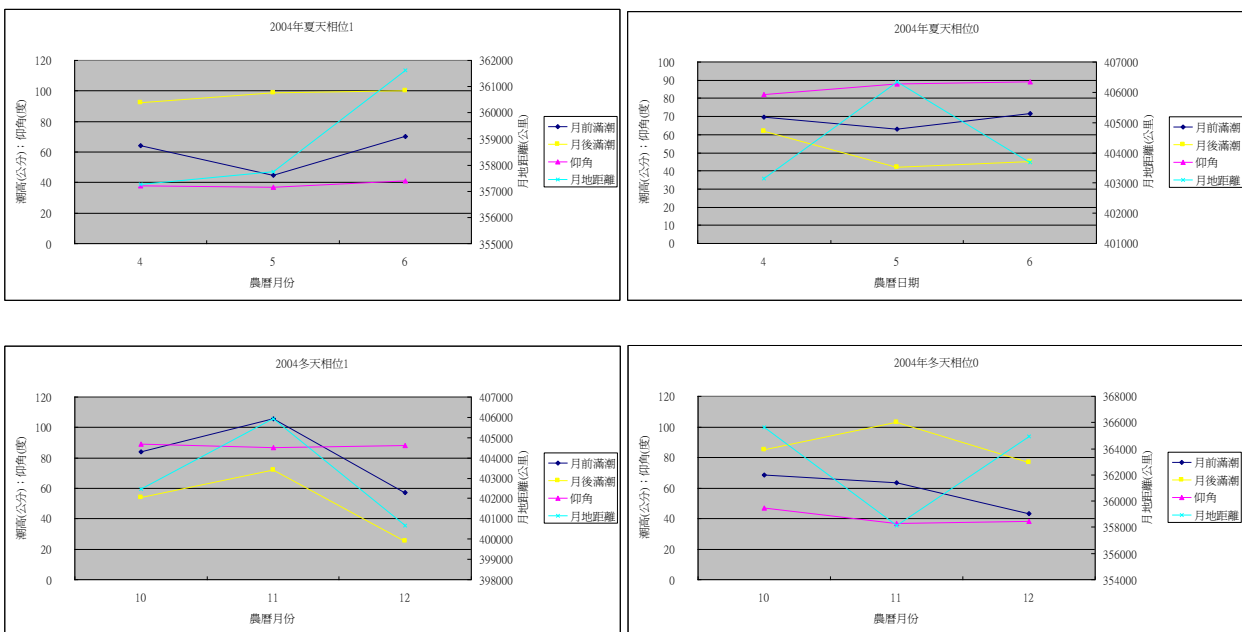 2004年夏天相位1
潮高(公分)；仰角(度)
120
100
80
60
40
20
0
362000
361000
360000
359000
358000
357000
356000
355000
月地距離(公里)
4
5
6
農曆月份
月前滿潮
月後滿潮
仰角
月地距離
2004年夏天相位0
潮高(公分)；仰角(度)
100
90
80
70
60
50
40
30
20
10
0
407000
406000
405000
404000
403000
402000
401000
月地距離(公里)
4
5
6
農曆日期
月前滿潮
月後滿潮
仰角
月地距離
2004冬天相位1
潮高(公分)；仰角(度)
120
100
80
60
40
20
0
407000
406000
405000
404000
403000
402000
401000
400000
399000
398000
月地距離(公里)
10
11
12
農曆月份
月前滿潮
月後滿潮
仰角
月地距離
2004年冬天相位0
潮高(公分)；仰角(度)
120
100
80
60
40
20
0
368000
366000
364000
362000
360000
358000
356000
354000
月地距離(公里)
10
11
12
農曆月份
月前滿潮
月後滿潮
仰角
月地距離